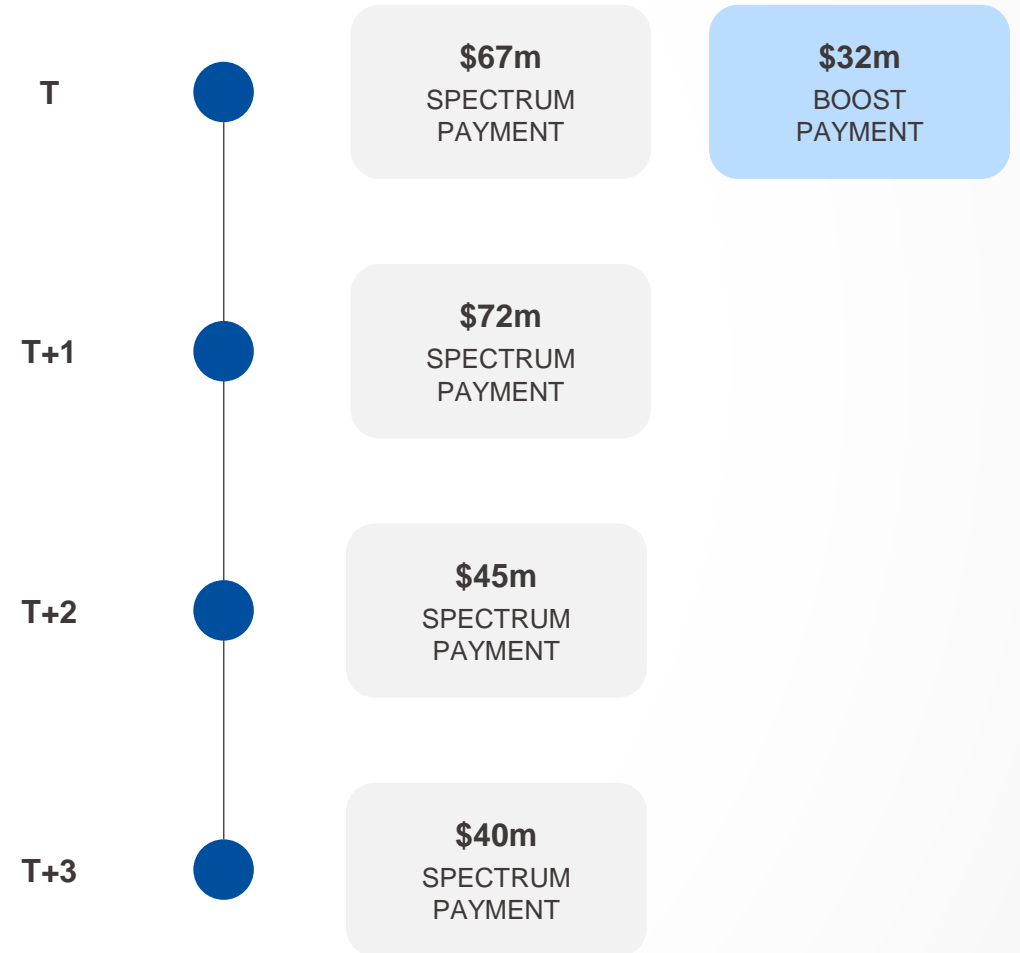 T
$67m
SPECTRUM
PAYMENT
$32m
BOOST
PAYMENT
T+1
$72m
SPECTRUM
PAYMENT
T+2
$45m
SPECTRUM
PAYMENT
T+3
$40m
SPECTRUM
PAYMENT